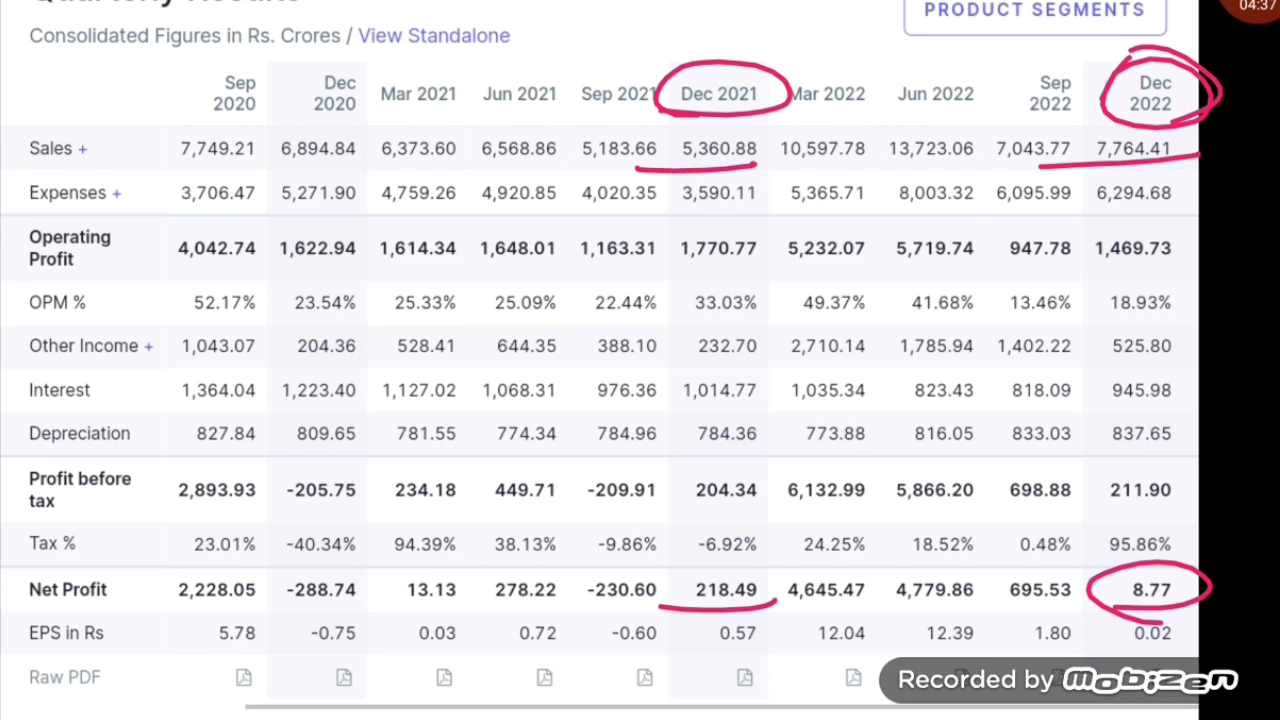 04:37
Quarterly Results
PRODUCT SEGMENTS
Consolidated Figures in Rs. Crores / View Standalone
Sep 2020 Dec 2020 Mar 2021 Jun 2021 Sep 2021 Dec 2021 Mar 2022 Jun 2022 Sep 2022 Dec 2022
Sales + 7,749.21 6,894.84 6,373.60 6,568.86 5,183.66 5,360.88 10,597.78 13,723.06 7,043.77 7,764.41
Expenses + 3,706.47 5,271.90 4,759.26 4,920.85 4,020.35 3,590.11 5,365.71 8,003.32 6,095.99 6,294.68
Operating Profit 4,042.74 1,622.94 1,614.34 1,648.01 1,163.31 1,770.77 5,232.07 5,719.74 947.78 1,469.73
OPM % 52.17% 23.54% 25.33% 25.09% 22.44% 33.03% 49.37% 41.68% 13.46% 18.93%
Other Income + 1,043.07 204.36 528.41 644.35 388.10 232.70 2,710.14 1,785.94 1,402.22 525.80
Interest 1,364.04 1,223.40 1,127.02 1,068.31 976.36 1,014.77 1,035.34 823.43 818.09 945.98
Depreciation 827.84 809.65 781.55 774.34 784.96 784.36 773.88 816.05 833.03 837.65
Profit before tax 2,893.93 -205.75 234.18 449.71 -209.91 204.34 6,132.99 5,866.20 698.88 211.90
Tax % 23.01% -40.34% 94.39% 38.13% -9.86% -6.92% 24.25% 18.52% 0.48% 95.86%
Net Profit 2,228.05 -288.74 13.13 278.22 -230.60 218.49 4,645.47 4,779.86 695.53 8.77
EPS in Rs 5.78 -0.75 0.03 0.72 -0.60 0.57 12.04 12.39 1.80 0.02
Raw PDF
Recorded by Mobizen